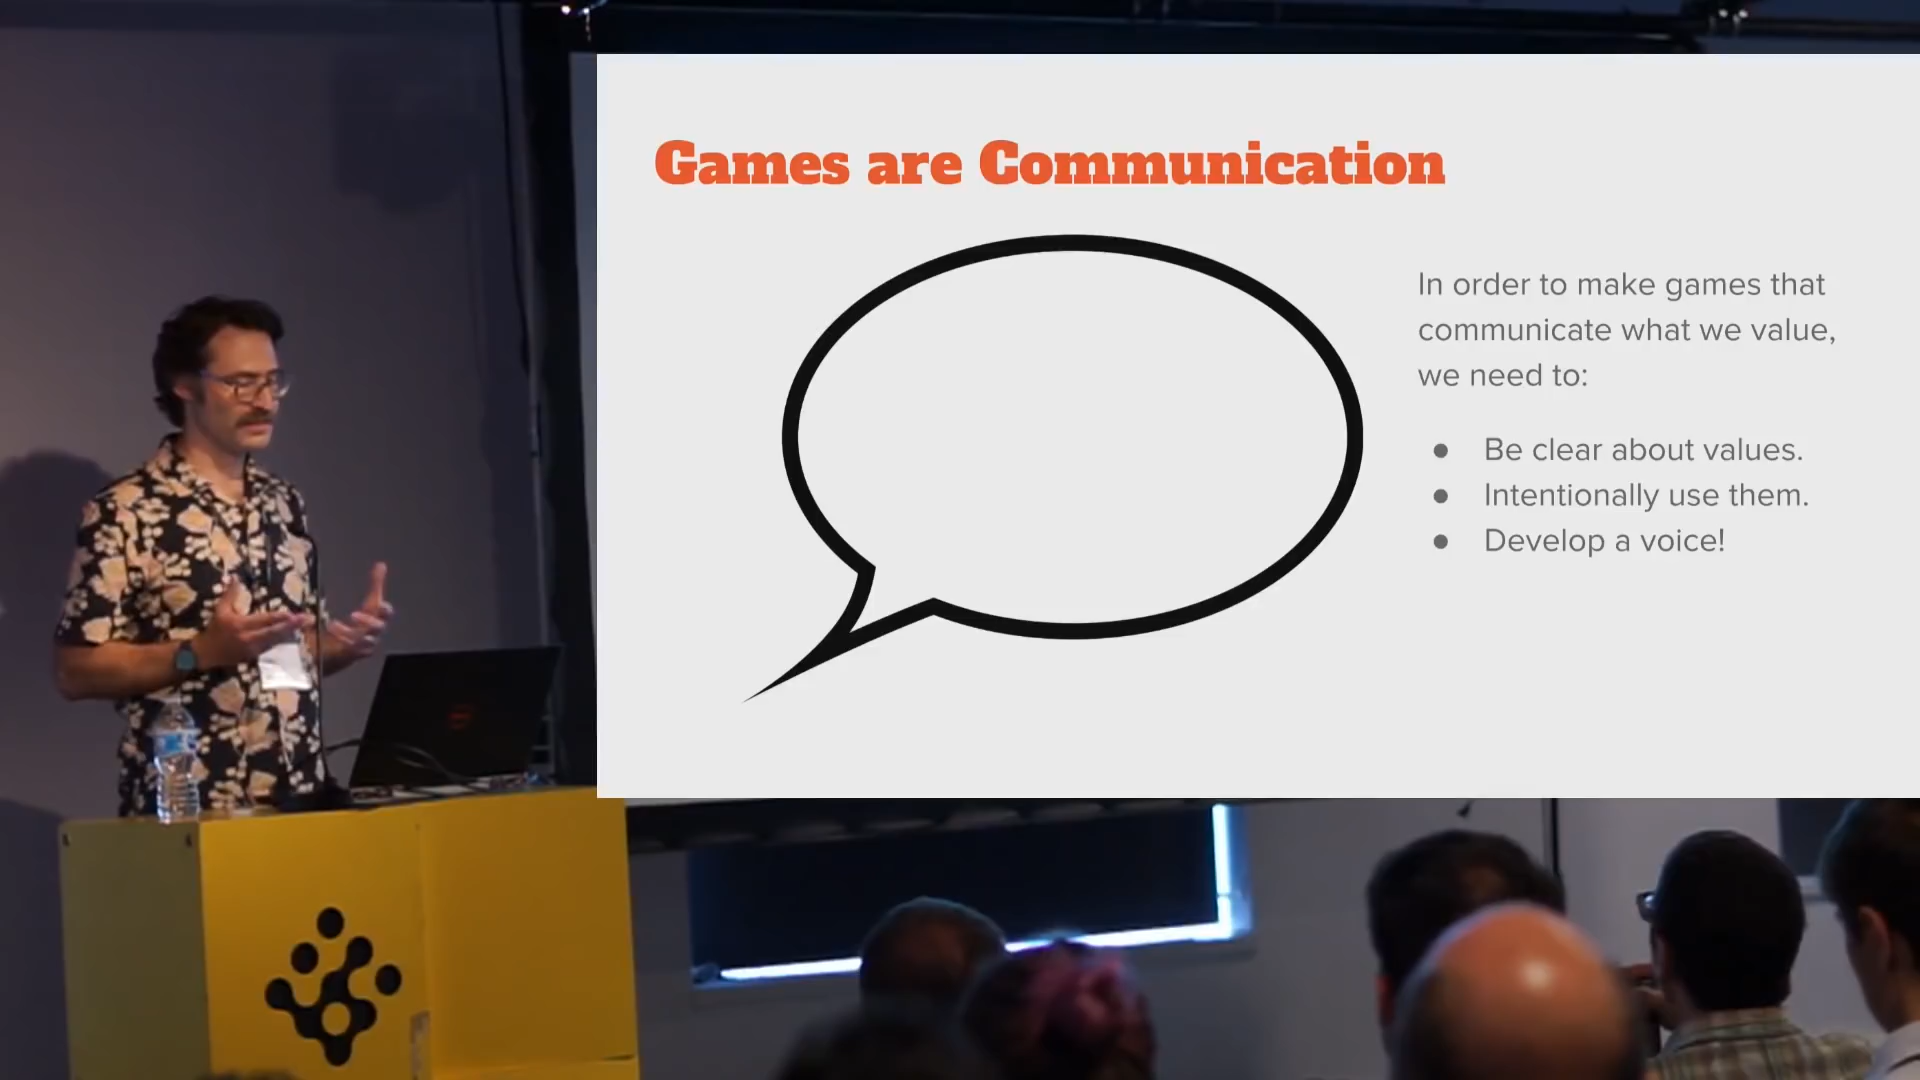 Games are Communication
In order to make games that
communicate what we value,
we need to:
● Be clear about values.
● Intentionally use them.
● Develop a voice!